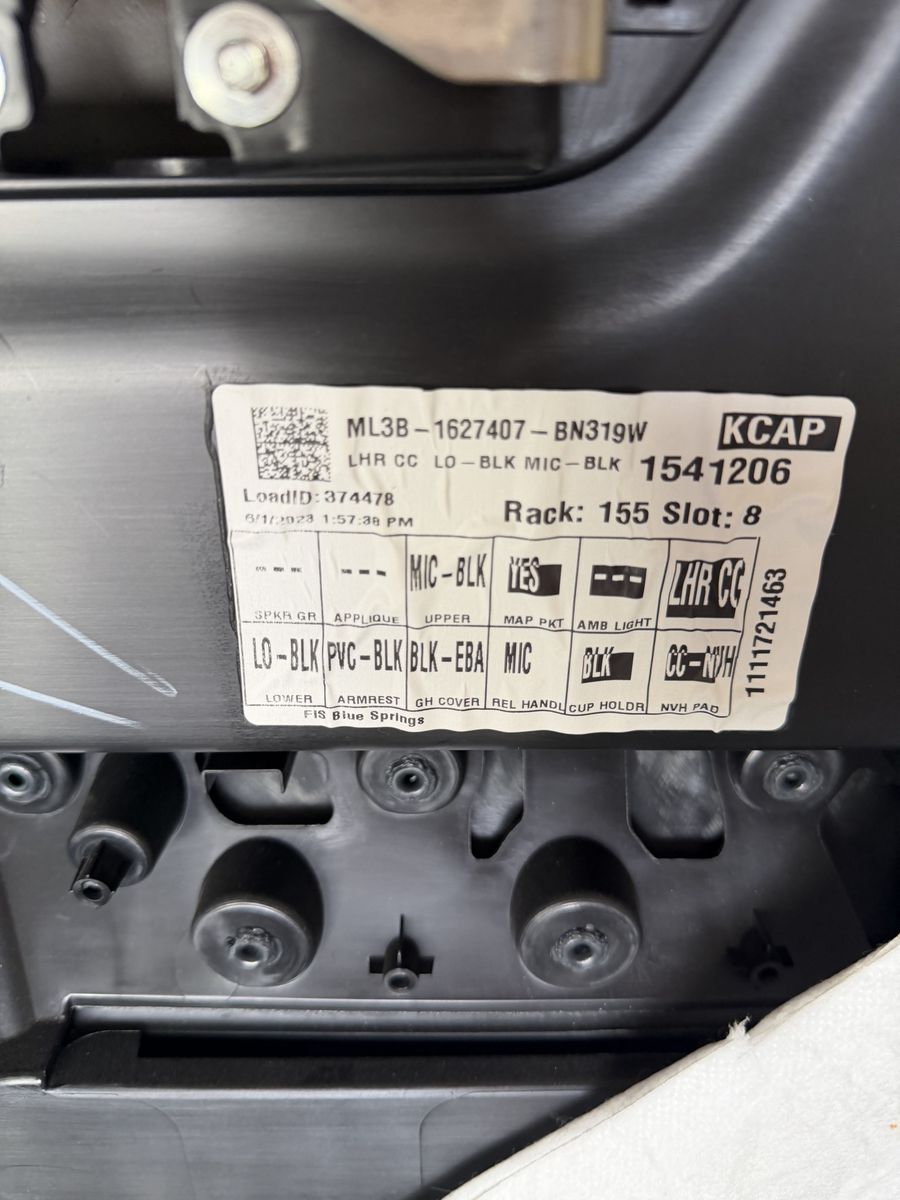 ML3B-1627407-BN319W KCAP
LHR CC LO-BLK MIC-BLK 1541206
LoadID: 374478
6/1/2023 1:57:38 PM Rack: 155 Slot: 8
--- --- MIC-BLK YES --- LHR CC
SPKR GR APPLIQUE UPPER MAP PKT AMB LIGHT
LO-BLK PVC-BLK BLK-EBA MIC BLK CC-NVH
LOWER ARMREST GH COVER REL HANDL CUP HOLDR NVH PAD
FIS Blue Springs
1111721463